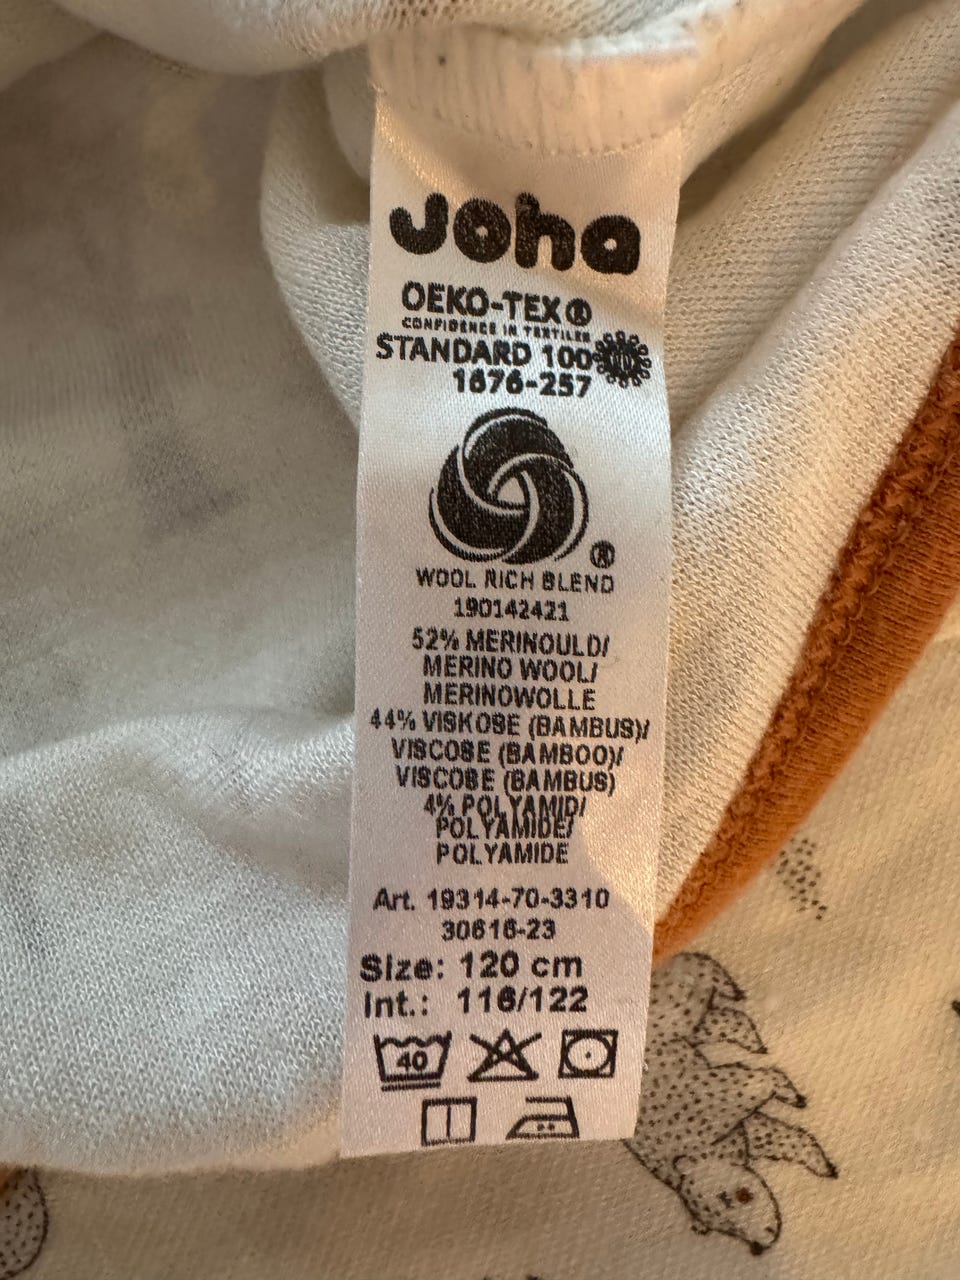 Joha
OEKO-TEX®
CONFIDENCE IN TEXTILES
STANDARD 100
1676-257
®
WOOL RICH BLEND
190142421
52% MERINOULD/
MERINO WOOL/
MERINOWOLLE
44% VISKOSE (BAMBUS)/
VISCOSE (BAMBOO)/
VISCOSE (BAMBUS)
4% POLYAMID/
POLYAMIDE/
POLYAMIDE
Art. 19314-70-3310
30616-23
Size: 120 cm
Int.: 116/122
40